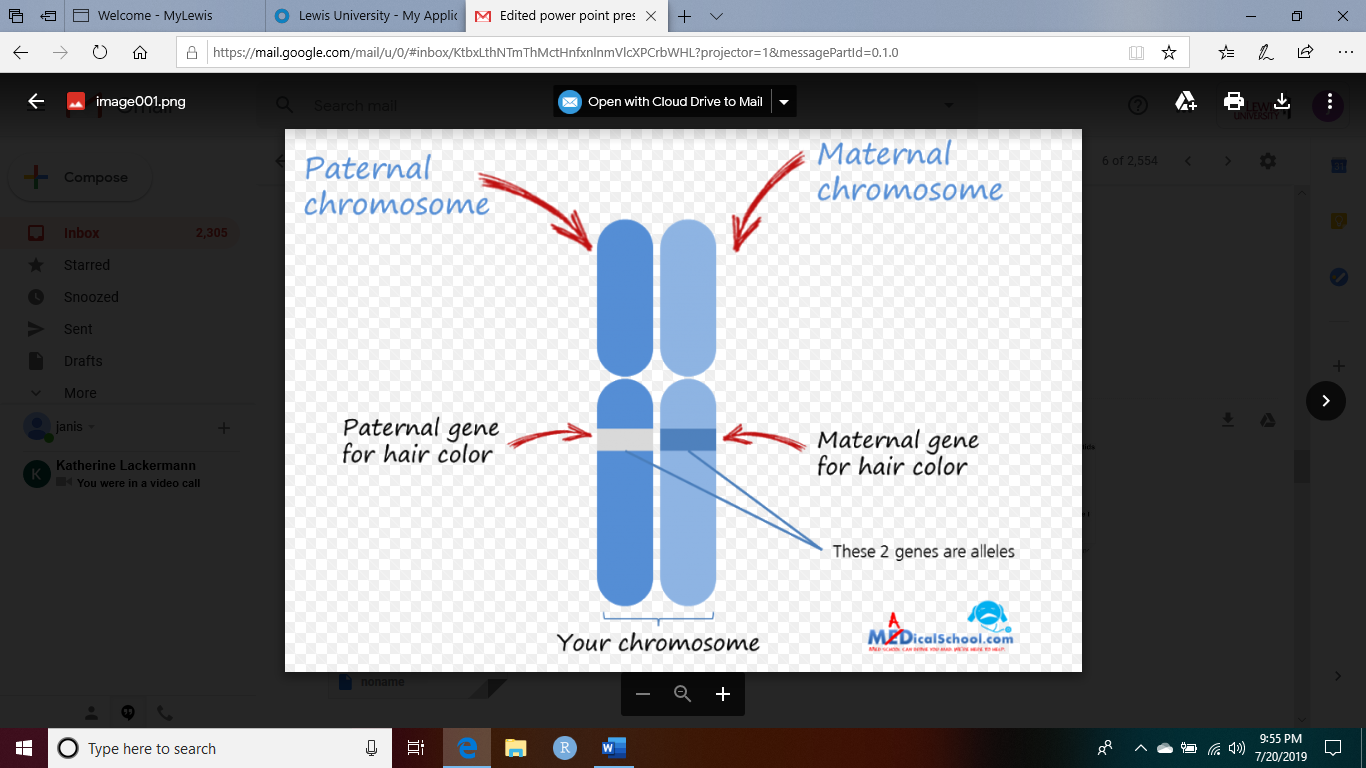 Welcome - MyLewis
Lewis University - My Applic
Edited power point pres
https://mail.google.com/mail/u/0/#inbox/KtbxLthNTmThMctHnfxnlnmVlcXPCrbWHL?projector=1&messagePartId=0.1.0
image001.png
Search mail
Open with Cloud Drive to Mail
LEWIS
UNIVERSITY
Compose
6 of 2,554
Inbox 2,305
Starred
Snoozed
Sent
Drafts
More
janis
K Katherine Lackermann
You were in a video call
Paternal
chromosome
Maternal
chromosome
Paternal gene
for hair color
Maternal gene
for hair color
These 2 genes are alleles
Your chromosome
A
MEDicalSchool.com
noname
Type here to search
R
9:55 PM
7/20/2019